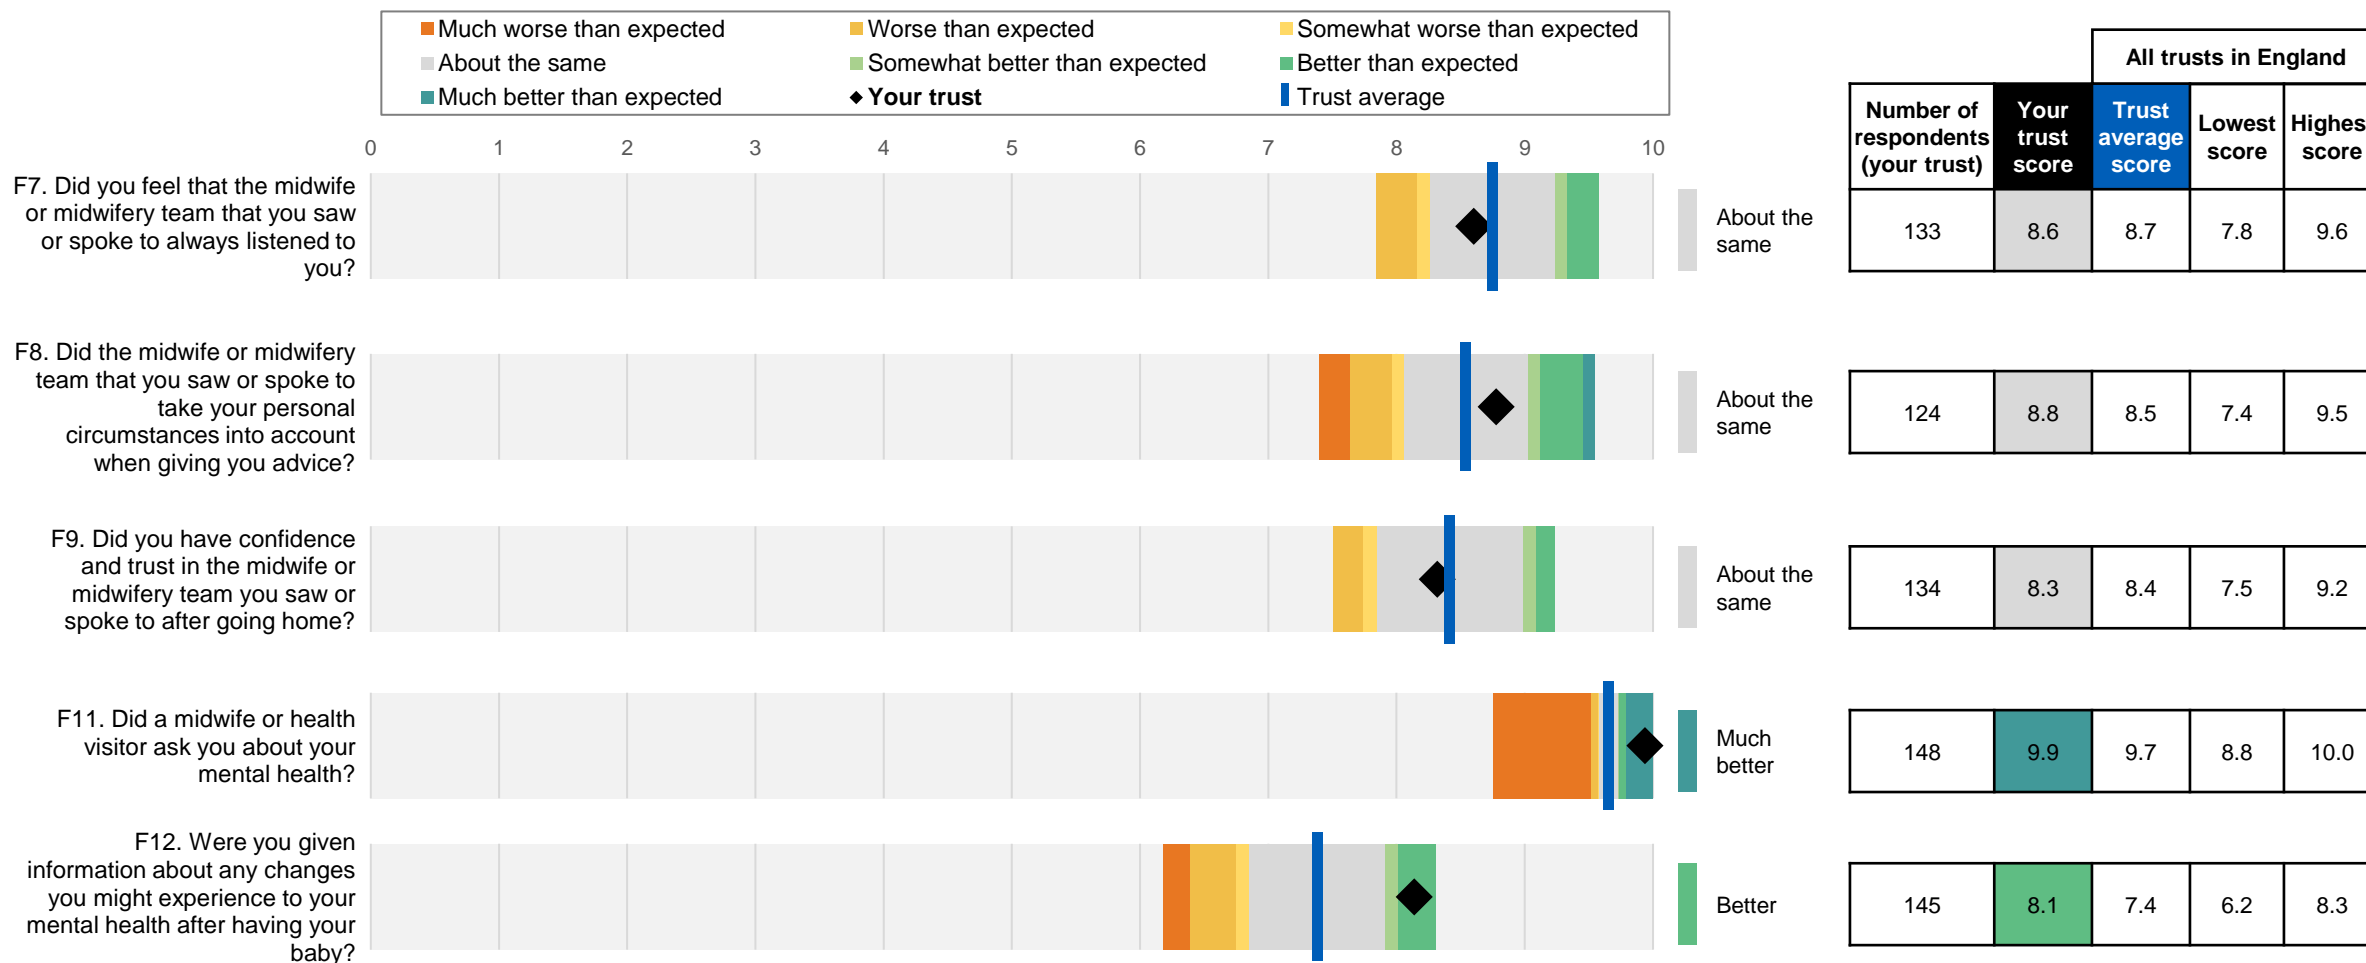 Much worse than expected
Worse than expected
Somewhat worse than expected
About the same
Somewhat better than expected
Better than expected
Much better than expected
Your trust
Trust average
All trusts in England
Number of
respondents
(your trust)
Your
trust
score
Trust
average
score
Lowest
score
Highes
score
0 1 2 3 4 5 6 7 8 9 10
F7. Did you feel that the midwife
or midwifery team that you saw
or spoke to always listened to
you?
About the
same
133 8.6 8.7 7.8 9.6
F8. Did the midwife or midwifery
team that you saw or spoke to
take your personal
circumstances into account
when giving you advice?
About the
same
124 8.8 8.5 7.4 9.5
F9. Did you have confidence
and trust in the midwife or
midwifery team you saw or
spoke to after going home?
About the
same
134 8.3 8.4 7.5 9.2
F11. Did a midwife or health
visitor ask you about your
mental health?
Much
better
148 9.9 9.7 8.8 10.0
F12. Were you given
information about any changes
you might experience to your
mental health after having your
baby?
Better
145 8.1 7.4 6.2 8.3